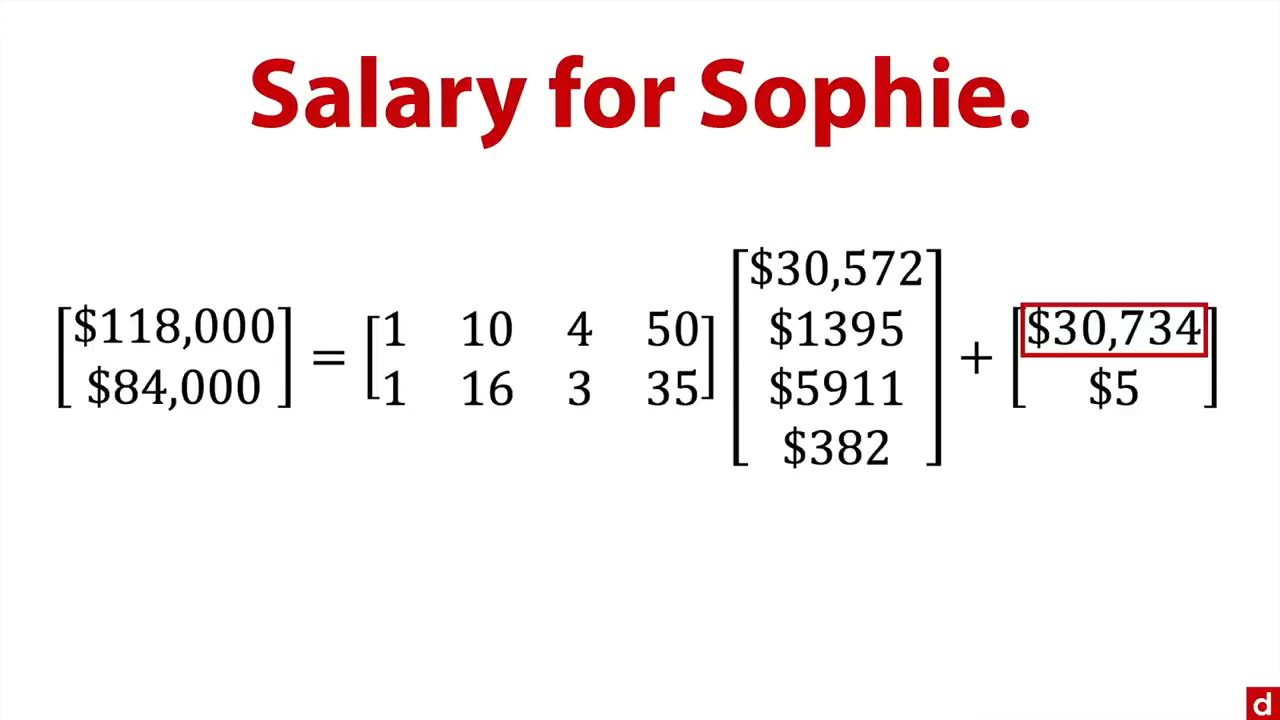 Salary for Sophie.
$30,572
$118,000 = 1 10 4 50 $1395 + $30,734
$84,000 1 16 3 35 $5911 $5
$382
d